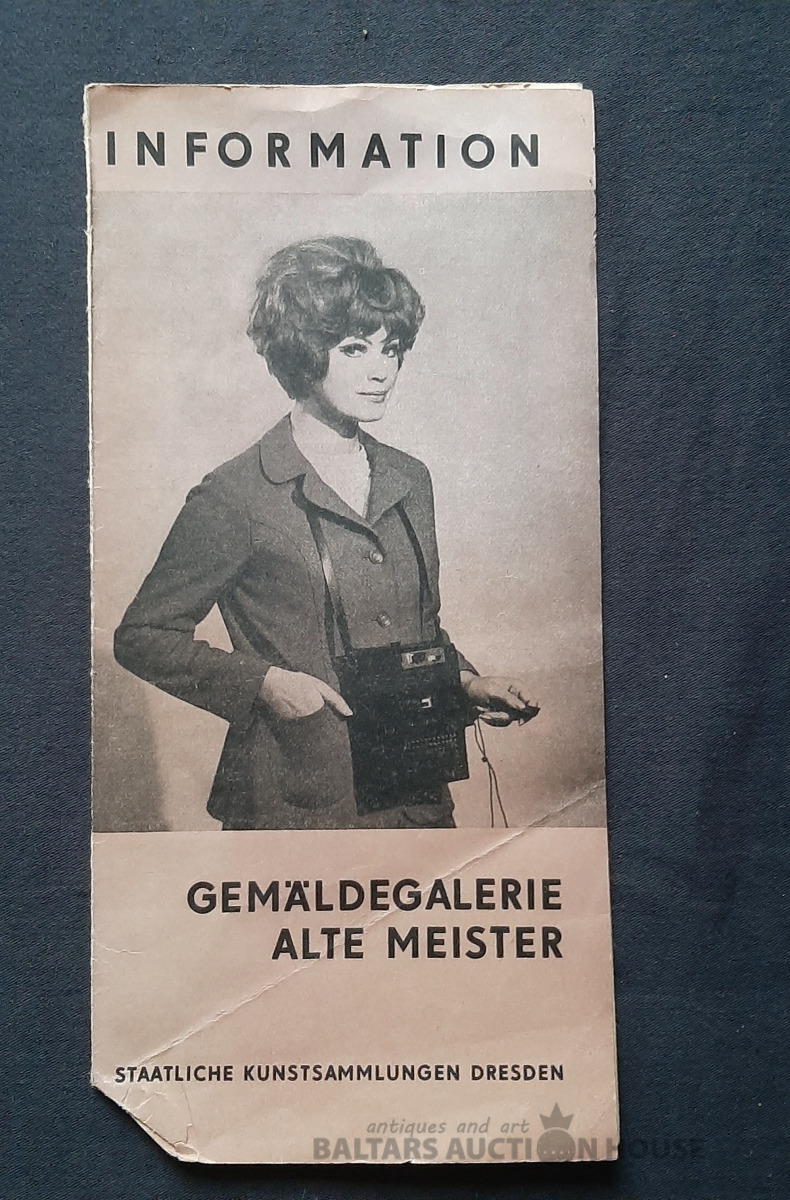 INFORMATION
GEMÄLDEGALERIE
ALTE MEISTER
STAATLICHE KUNSTSAMMLUNGEN DRESDEN
antiques and art
BALTARS AUCTION HOUSE